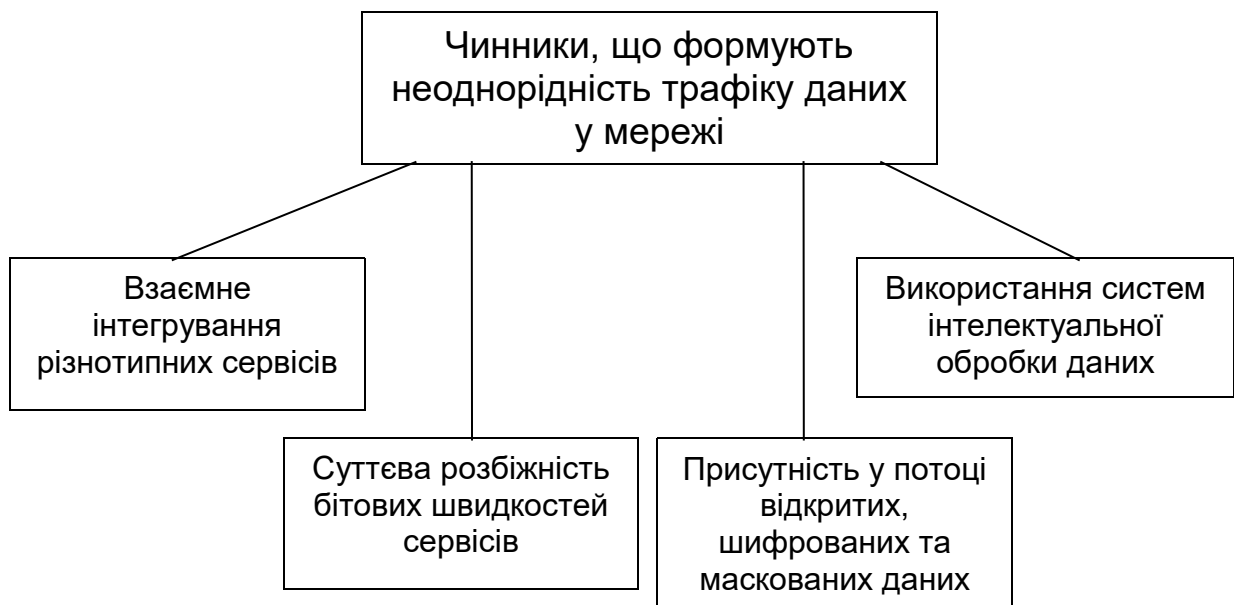 Чинники, що формують
неоднорідність трафіку даних
у мережі
Взаємне
інтегрування
різнотипних сервісів
Використання систем
інтелектуальної
обробки даних
Суттєва розбіжність
бітових швидкостей
сервісів
Присутність у потоці
відкритих,
шифрованих та
маскованих даних